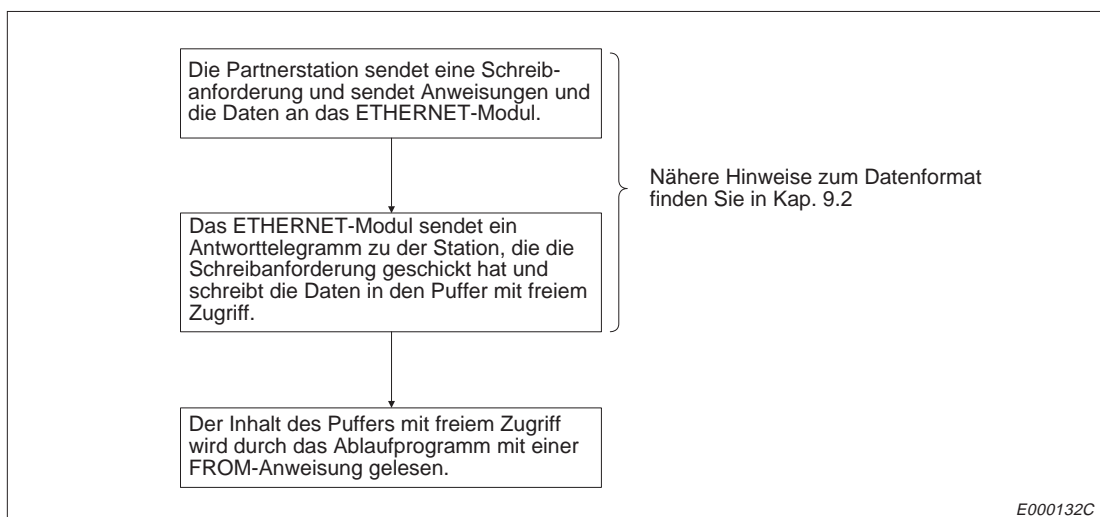 Die Partnerstation sendet eine Schreib-
anforderung und sendet Anweisungen und
die Daten an das ETHERNET-Modul.
Nähere Hinweise zum Datenformat
finden Sie in Kap. 9.2
Das ETHERNET-Modul sendet ein
Antworttelegramm zu der Station, die die
Schreibanforderung geschickt hat und
schreibt die Daten in den Puffer mit freiem
Zugriff.
Der Inhalt des Puffers mit freiem Zugriff
wird durch das Ablaufprogramm mit einer
FROM-Anweisung gelesen.
E000132C